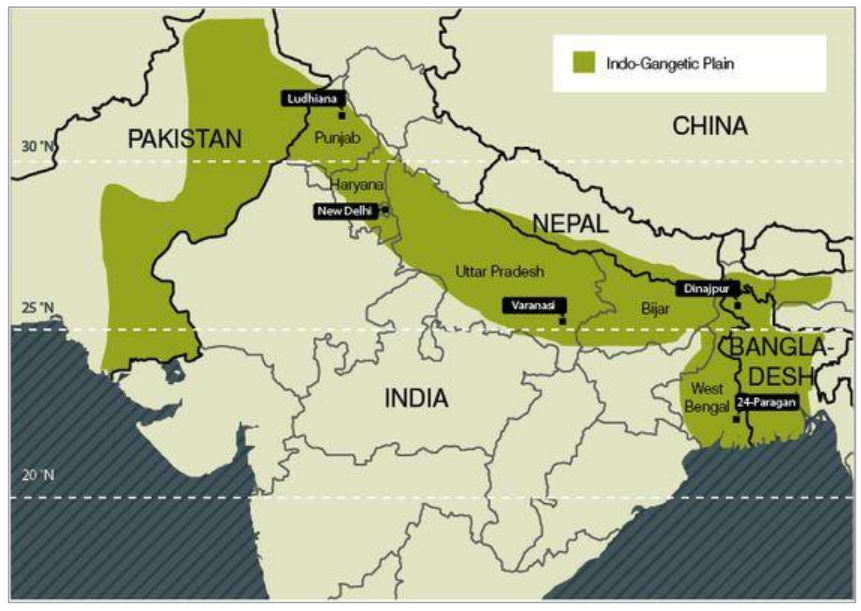 Indo-Gangetic Plain
Ludhiana
CHINA
PAKISTAN
Punjab
30 °N
Haryana
New Delhi
NEPAL
Uttar Pradesh
Dinajpur
Varanasi
Bijar
25 °N
BANGLA-
DESH
West
Bengal
24-Paragan
INDIA
20 °N